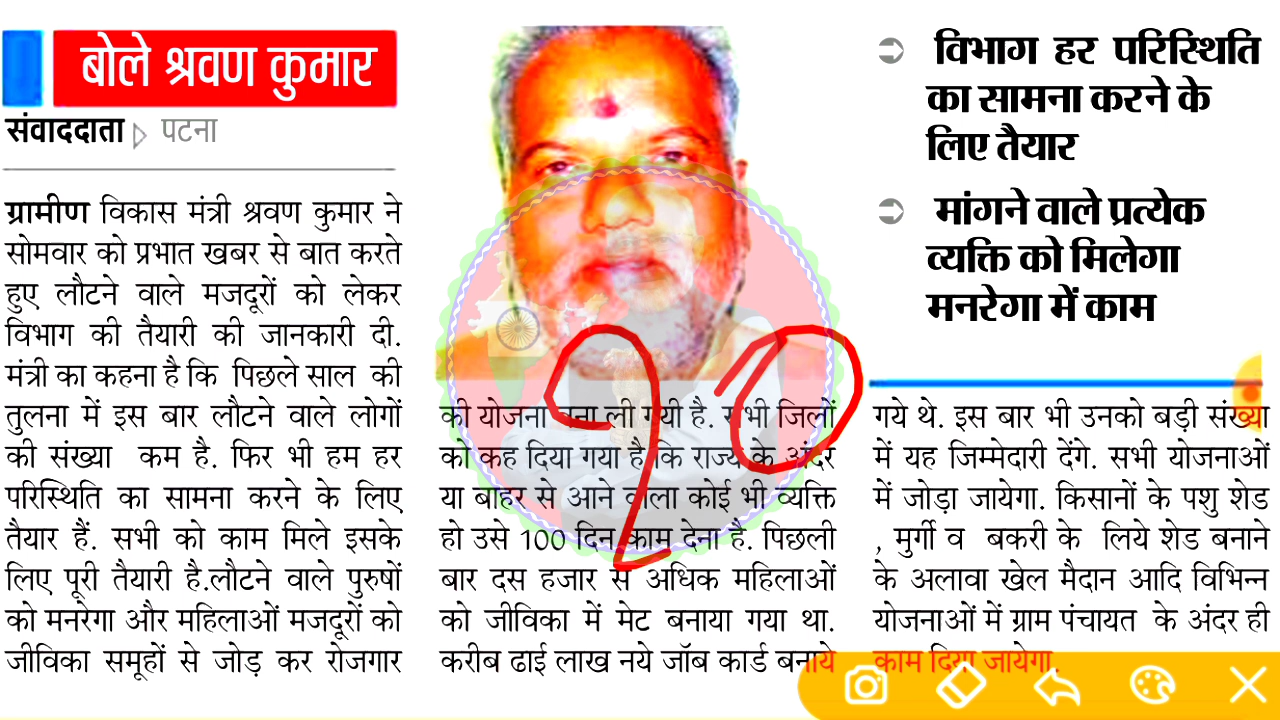 बोले श्रवण कुमार
संवाददाता पटना
ग्रामीण विकास मंत्री श्रवण कुमार ने
सोमवार को प्रभात खबर से बात करते
हुए लौटने वाले मजदूरों को लेकर
विभाग की तैयारी की जानकारी दी.
मंत्री का कहना है कि पिछले साल की
तुलना में इस बार लौटने वाले लोगों
की संख्या कम है. फिर भी हम हर
परिस्थिति का सामना करने के लिए
तैयार हैं. सभी को काम मिले इसके
लिए पूरी तैयारी है.लौटने वाले पुरुषों
को मनरेगा और महिलाओं मजदूरों को
जीविका समूहों से जोड़ कर रोजगार
की योजना बना ली गयी है. सभी जिलों
को कह दिया गया है कि राज्य के अंदर
या बाहर से आने वाला कोई भी व्यक्ति
हो उसे 100 दिन काम देना है. पिछली
बार दस हजार से अधिक महिलाओं
को जीविका में मेट बनाया गया था.
करीब ढाई लाख नये जॉब कार्ड बनाये
विभाग हर परिस्थिति
का सामना करने के
लिए तैयार
मांगने वाले प्रत्येक
व्यक्ति को मिलेगा
मनरेगा में काम
गये थे. इस बार भी उनको बड़ी संख्या
में यह जिम्मेदारी देंगे. सभी योजनाओं
में जोड़ा जायेगा. किसानों के पशु शेड
, मुर्गी व बकरी के लिये शेड बनाने
के अलावा खेल मैदान आदि विभिन्न
योजनाओं में ग्राम पंचायत के अंदर ही
काम दिया जायेगा.